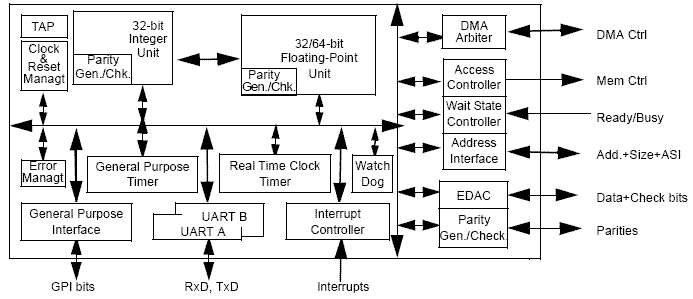 TAP
Clock
&
Reset
Managt
32-bit
Integer
Unit
Parity
Gen./Chk.
32/64-bit
Floating-Point
Unit
Parity
Gen./Chk.
DMA
Arbiter
DMA Ctrl
Access
Controller
Mem Ctrl
Wait State
Controller
Ready/Busy
Address
Interface
Add.+Size+ASI
Error
Managt
General Purpose
Timer
Real Time Clock
Timer
Watch
Dog
EDAC
Data+Check bits
Parity
Gen./Check
Parities
General Purpose
Interface
UART B
UART A
Interrupt
Controller
GPI bits
RxD, TxD
Interrupts